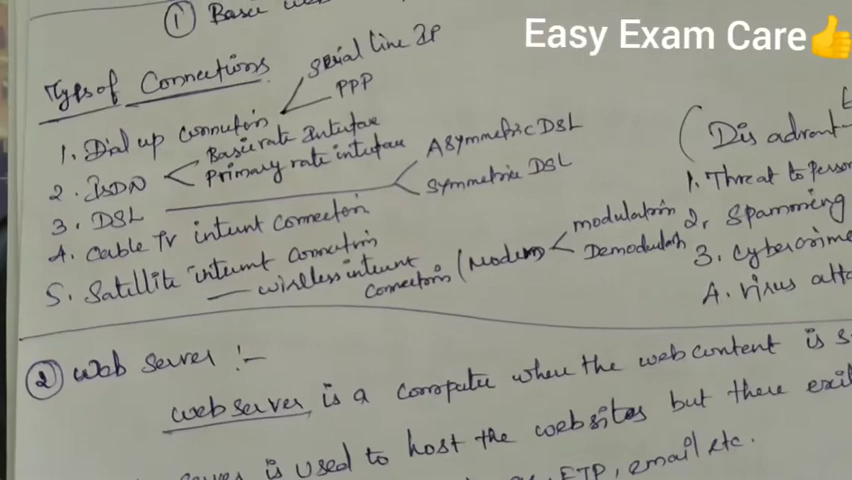 ① Basic web
Easy Exam Care👍
Types of Connections
Serial Line IP
PPP
1. Dial up connection
Basic rate Interface
Primary rate interface
2. ISDN
3. DSL
Asymmetric DSL
Symmetric DSL
4. Cable TV internet connection
5. Satellite internet connection
— wireless internet
connections (Modem
modulation
Demodulation
(Disadvant
1. Threat to person
2. Spamming
3. Cybercrime
4. virus atta
② Web Server :-
web server is a computer where the web content is s
is used to host the websites but there exi
FTP, email etc.